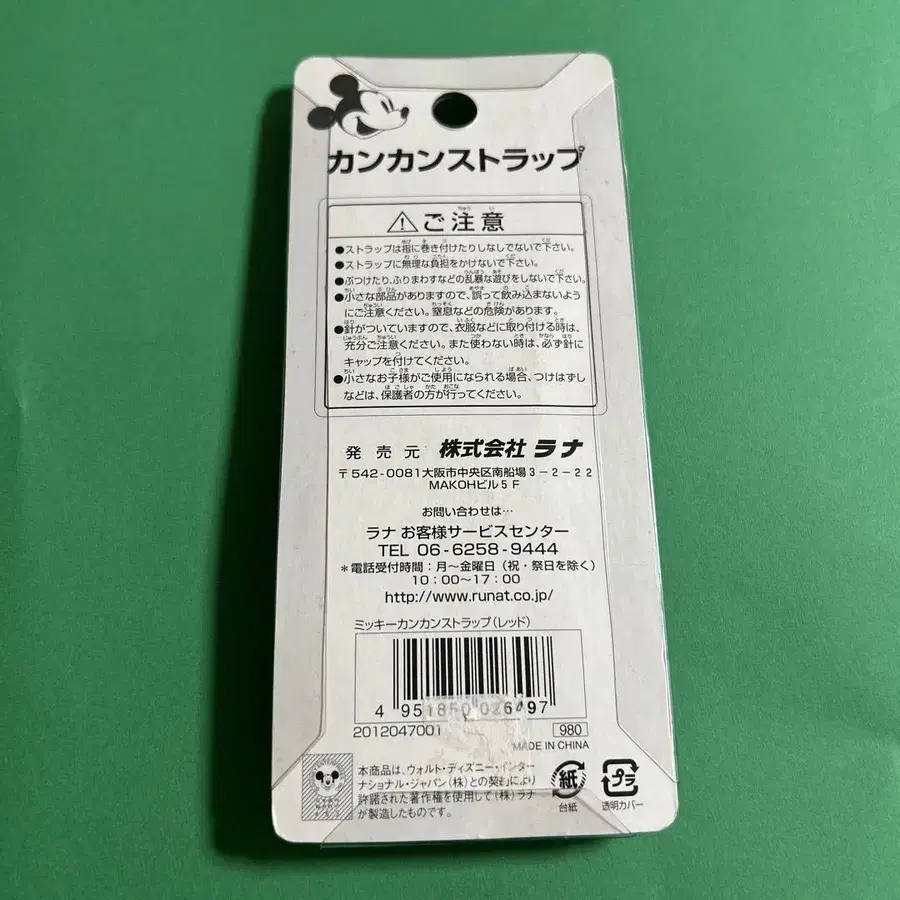 カンカンストラップ
⚠ご注意
●ストラップは指に巻き付けたりしなしでないで下さい。
●ストラップに無理な負担をかけないで下さい。
●ぶつけたり、ふりまわすなどの乱暴な遊びをしないで下さい。
●小さな部品がありますので、誤って飲み込まないよう
にご注意ください。窒息などの危険があります。
●針がついていますので、衣服などに取り付ける時は、
充分ご注意ください。また使わない時は、必ず針に
キャップを付けてください。
●小さなお子様がご使用になられる場合、つけはずし
などは、保護者の方が行ってください。
発売元 株式会社 ラナ
〒542-0081大阪市中央区南船場3-2-22
MAKOHビル5F
お問い合わせは…
ラナ お客様サービスセンター
TEL 06-6258-9444
*電話受付時間:月〜金曜日(祝・祭日を除く)
10:00〜17:00
http://www.runat.co.jp/
ミッキーカンカンストラップ(レッド)
4 951850 026497
2012047001 980
MADE IN CHINA
本商品は、ウォルト・ディズニー・インター
ナショナル・ジャパン(株)との契約により
許諾された著作権を使用して(株)ラナ
が製造したものです。
紙 プラ
台紙 透明カバー